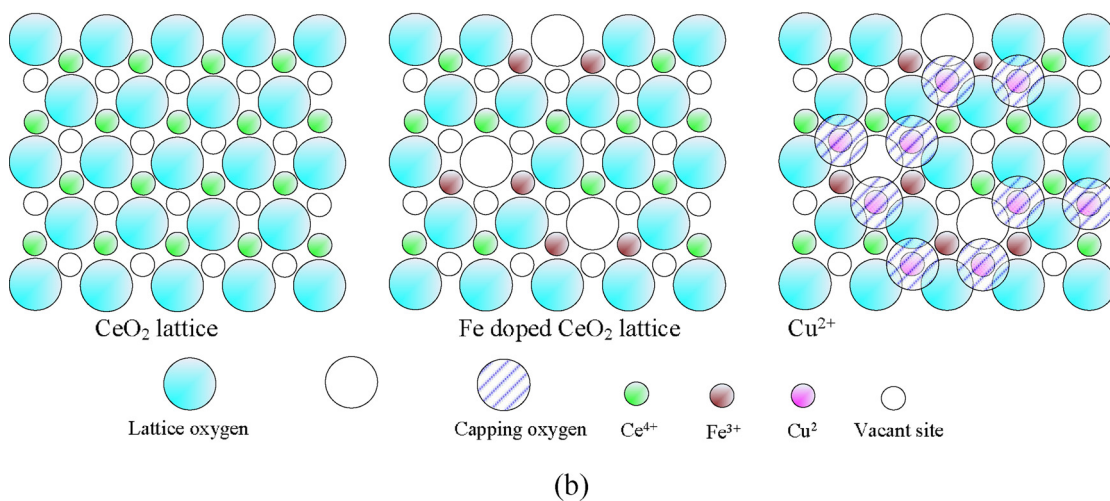 CeO₂ lattice Fe doped CeO₂ lattice Cu²⁺
Lattice oxygen Capping oxygen Ce⁴⁺ Fe³⁺ Cu² Vacant site
(b)